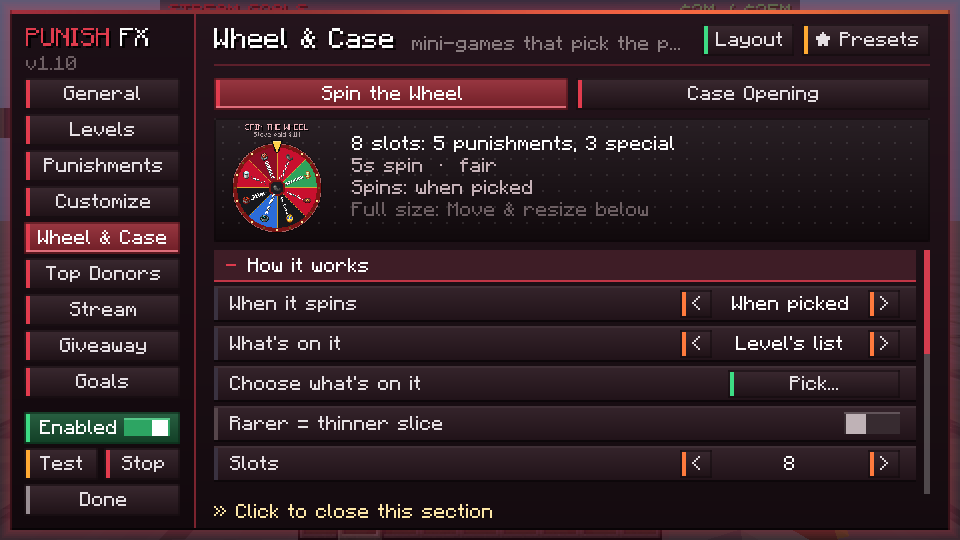 PUNISH FX
v1.10
General
Levels
Punishments
Customize
Wheel & Case
Top Donors
Stream
Giveaway
Goals
Enabled
Test
Stop
Done
Wheel & Case
mini-games that pick the p...
Layout
★ Presets
Spin the Wheel
Case Opening
SPIN THE WHEEL
8 slots: 5 punishments, 3 special
5s spin · fair
Spins: when picked
Full size: Move & resize below
− How it works
When it spins
< When picked >
What's on it
< Level's list >
Choose what's on it
Pick...
Rarer = thinner slice
Slots
< 8 >
» Click to close this section